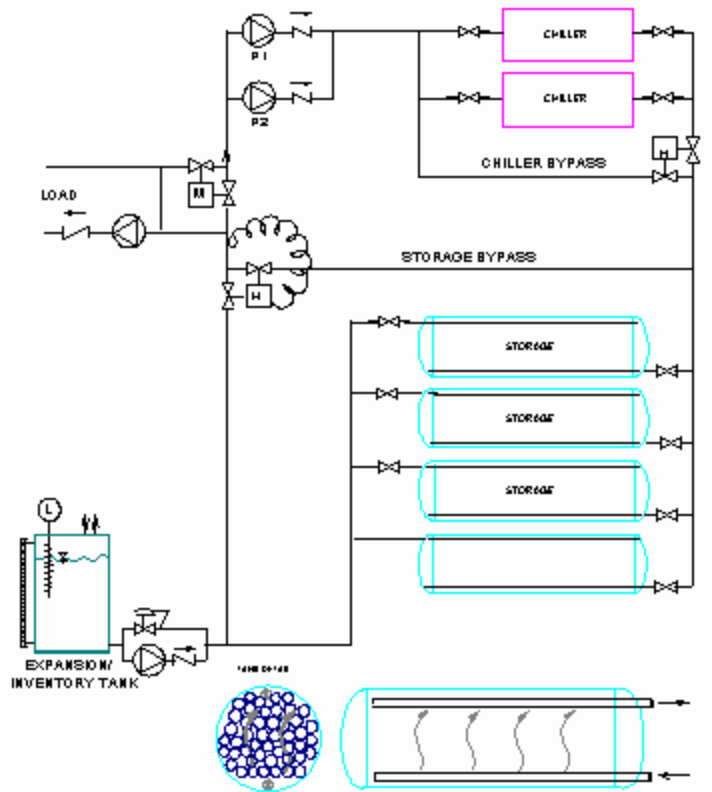 P1
CHILLER
P2
CHILLER
M
CHILLER BYPASS
M
LOAD
STORAGE BYPASS
M
STORAGE
STORAGE
STORAGE
L
EXPANSION/
INVENTORY TANK